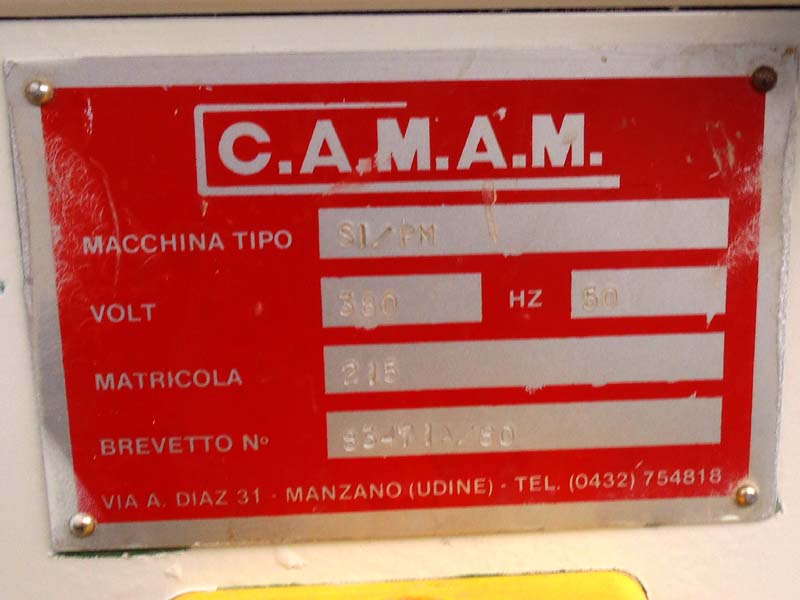 C.A.M.A.M.
MACCHINA TIPO SI/PM
VOLT 380 HZ 50
MATRICOLA 215
BREVETTO Nº
VIA A. DIAZ 31 - MANZANO (UDINE) - TEL. (0432) 754818